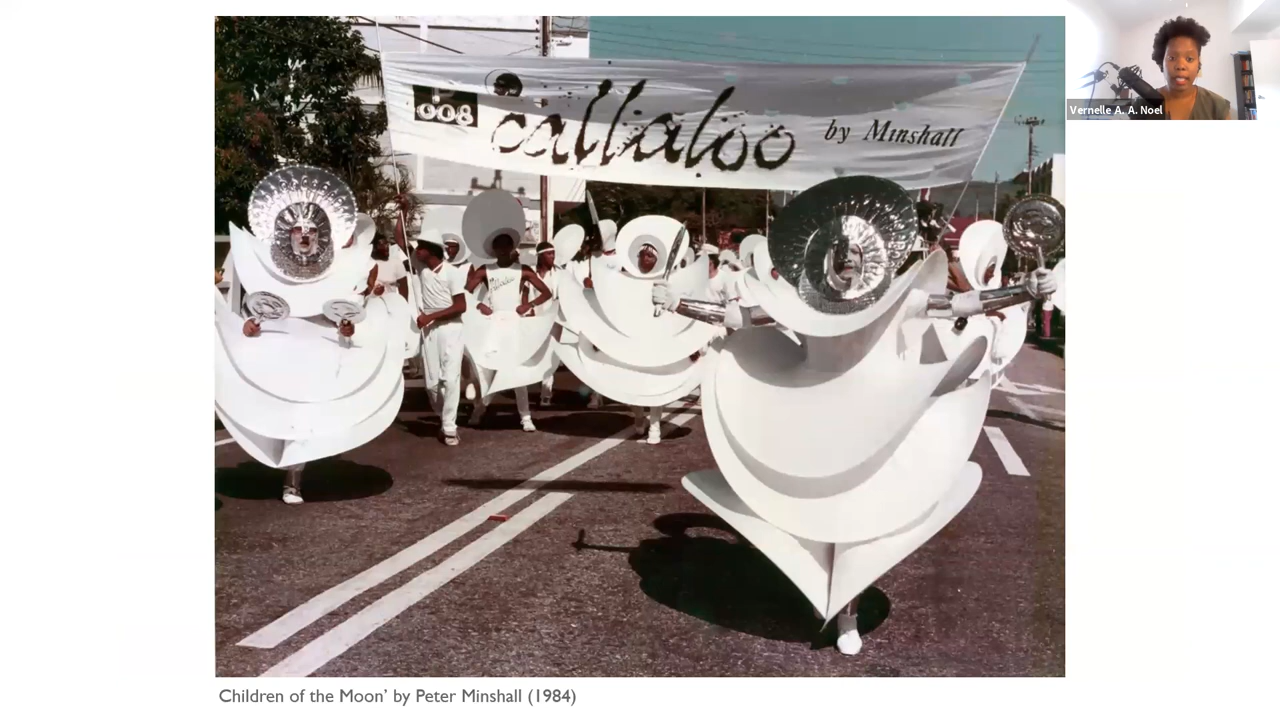 008
callaloo
by Minshall
Vernelle A. A. Noel
Children of the Moon’ by Peter Minshall (1984)